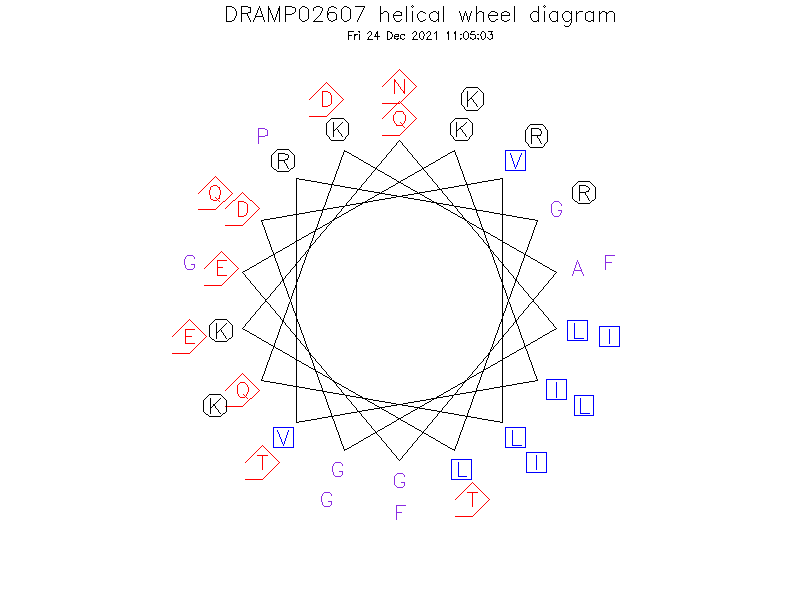 DRAMP02607 helical wheel diagram
Fri 24 Dec 2021 11:05:03
N
D K
K Q K
P R V R
Q D G R
G E A F
E K L I
K Q I L
V L
T I
G L
G G T
F